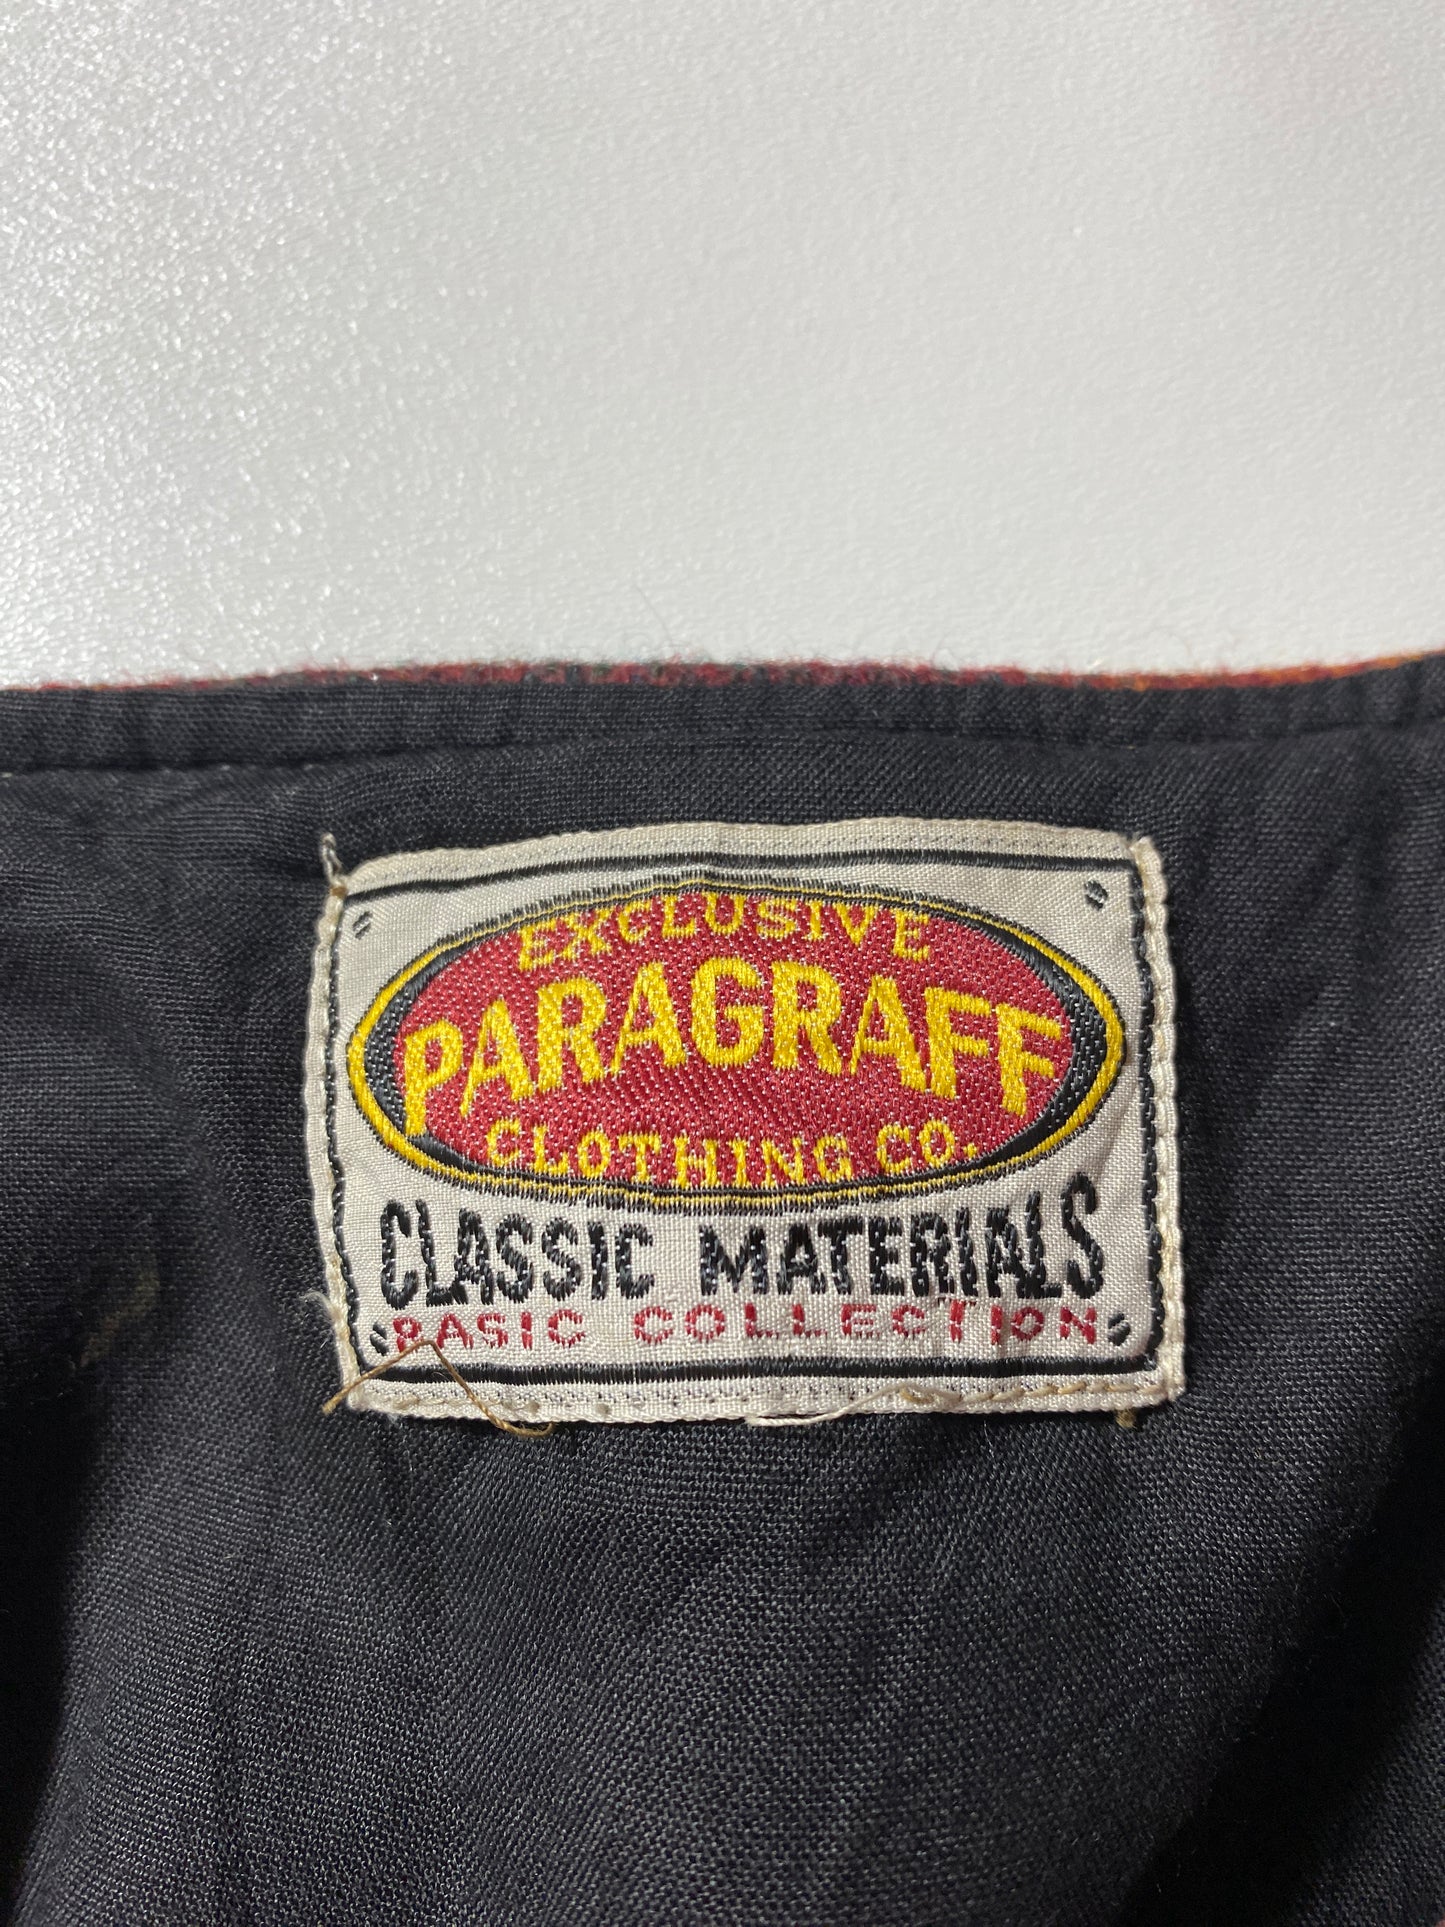 EXCLUSIVE
PARAGRAFF
CLOTHING CO.
CLASSIC MATERIALS
BASIC COLLECTION